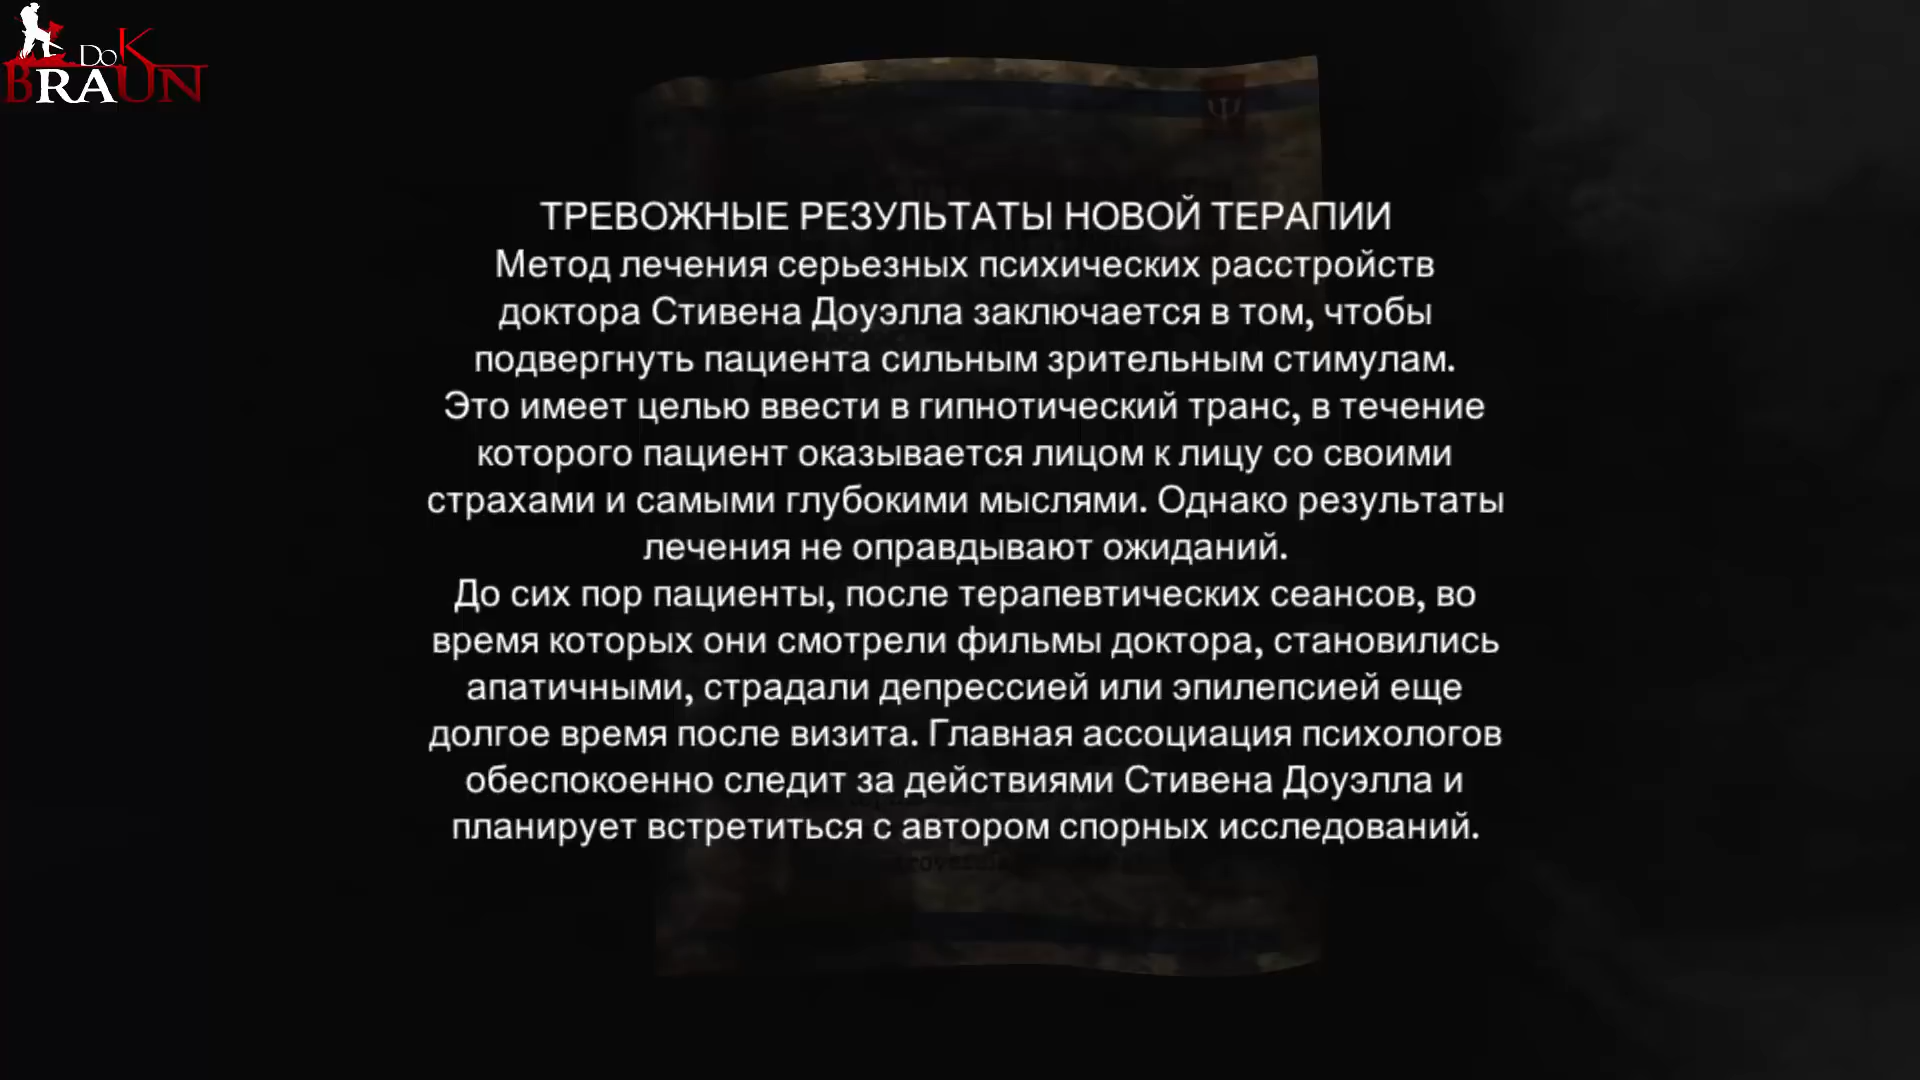 DOK
BRAUN
ТРЕВОЖНЫЕ РЕЗУЛЬТАТЫ НОВОЙ ТЕРАПИИ
Метод лечения серьезных психических расстройств
доктора Стивена Доуэлла заключается в том, чтобы
подвергнуть пациента сильным зрительным стимулам.
Это имеет целью ввести в гипнотический транс, в течение
которого пациент оказывается лицом к лицу со своими
страхами и самыми глубокими мыслями. Однако результаты
лечения не оправдывают ожиданий.
До сих пор пациенты, после терапевтических сеансов, во
время которых они смотрели фильмы доктора, становились
апатичными, страдали депрессией или эпилепсией еще
долгое время после визита. Главная ассоциация психологов
обеспокоенно следит за действиями Стивена Доуэлла и
планирует встретиться с автором спорных исследований.